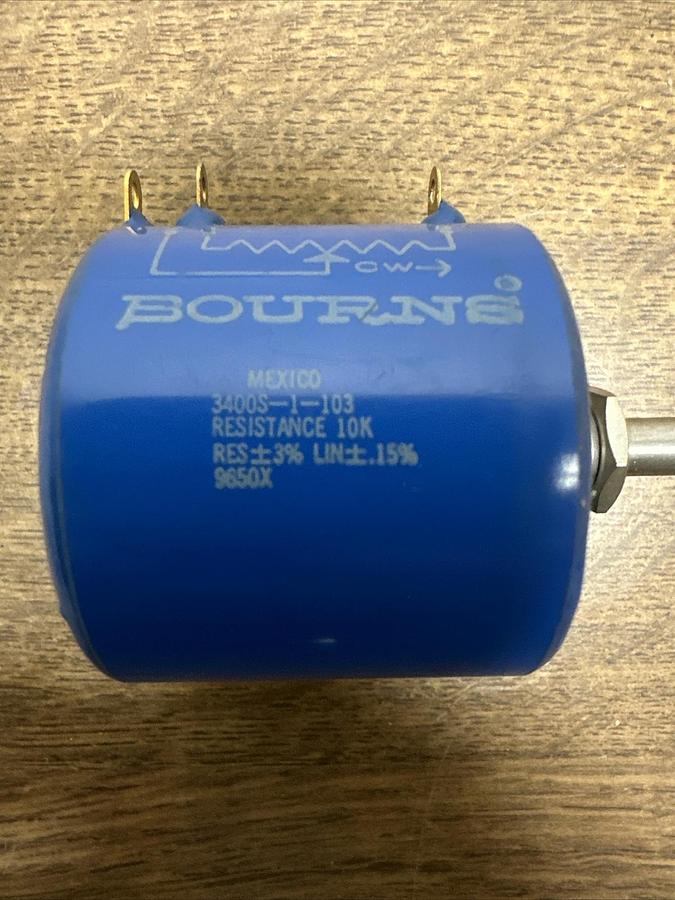 CW→
BOURNS®
MEXICO
3400S-1-103
RESISTANCE 10K
RES±3% LIN±.15%
9650X